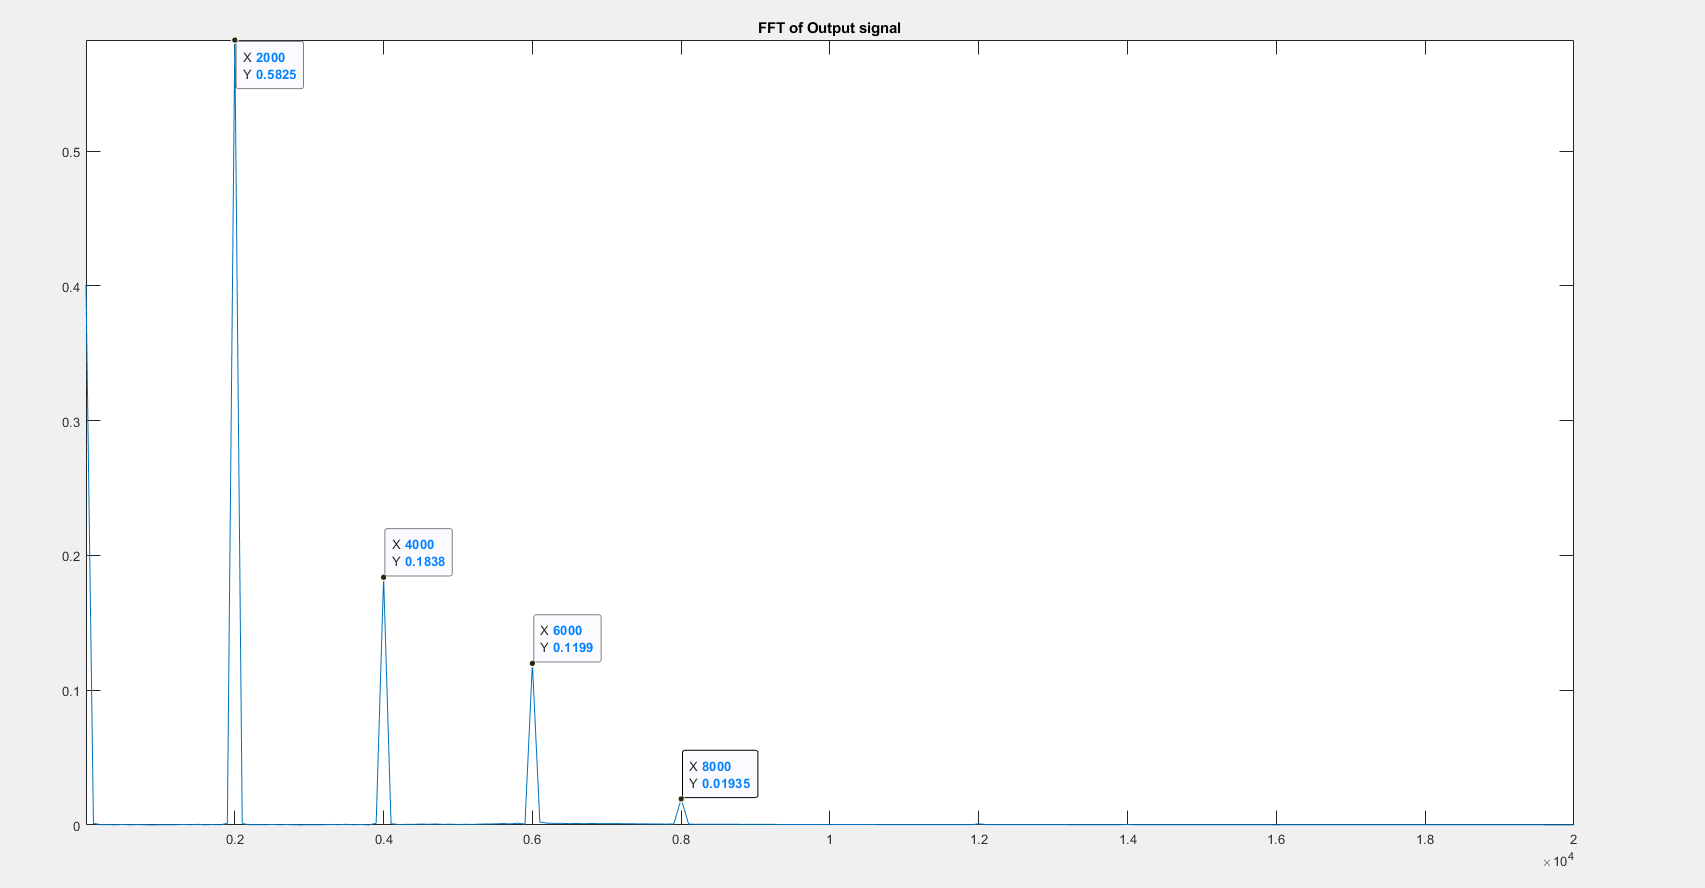 FFT of Output signal
X 2000
Y 0.5825
0.5
0.4
0.3
X 4000
Y 0.1838
0.2
X 6000
Y 0.1199
0.1
X 8000
Y 0.01935
0
0.2 0.4 0.6 0.8 1 1.2 1.4 1.6 1.8 2
×10⁴